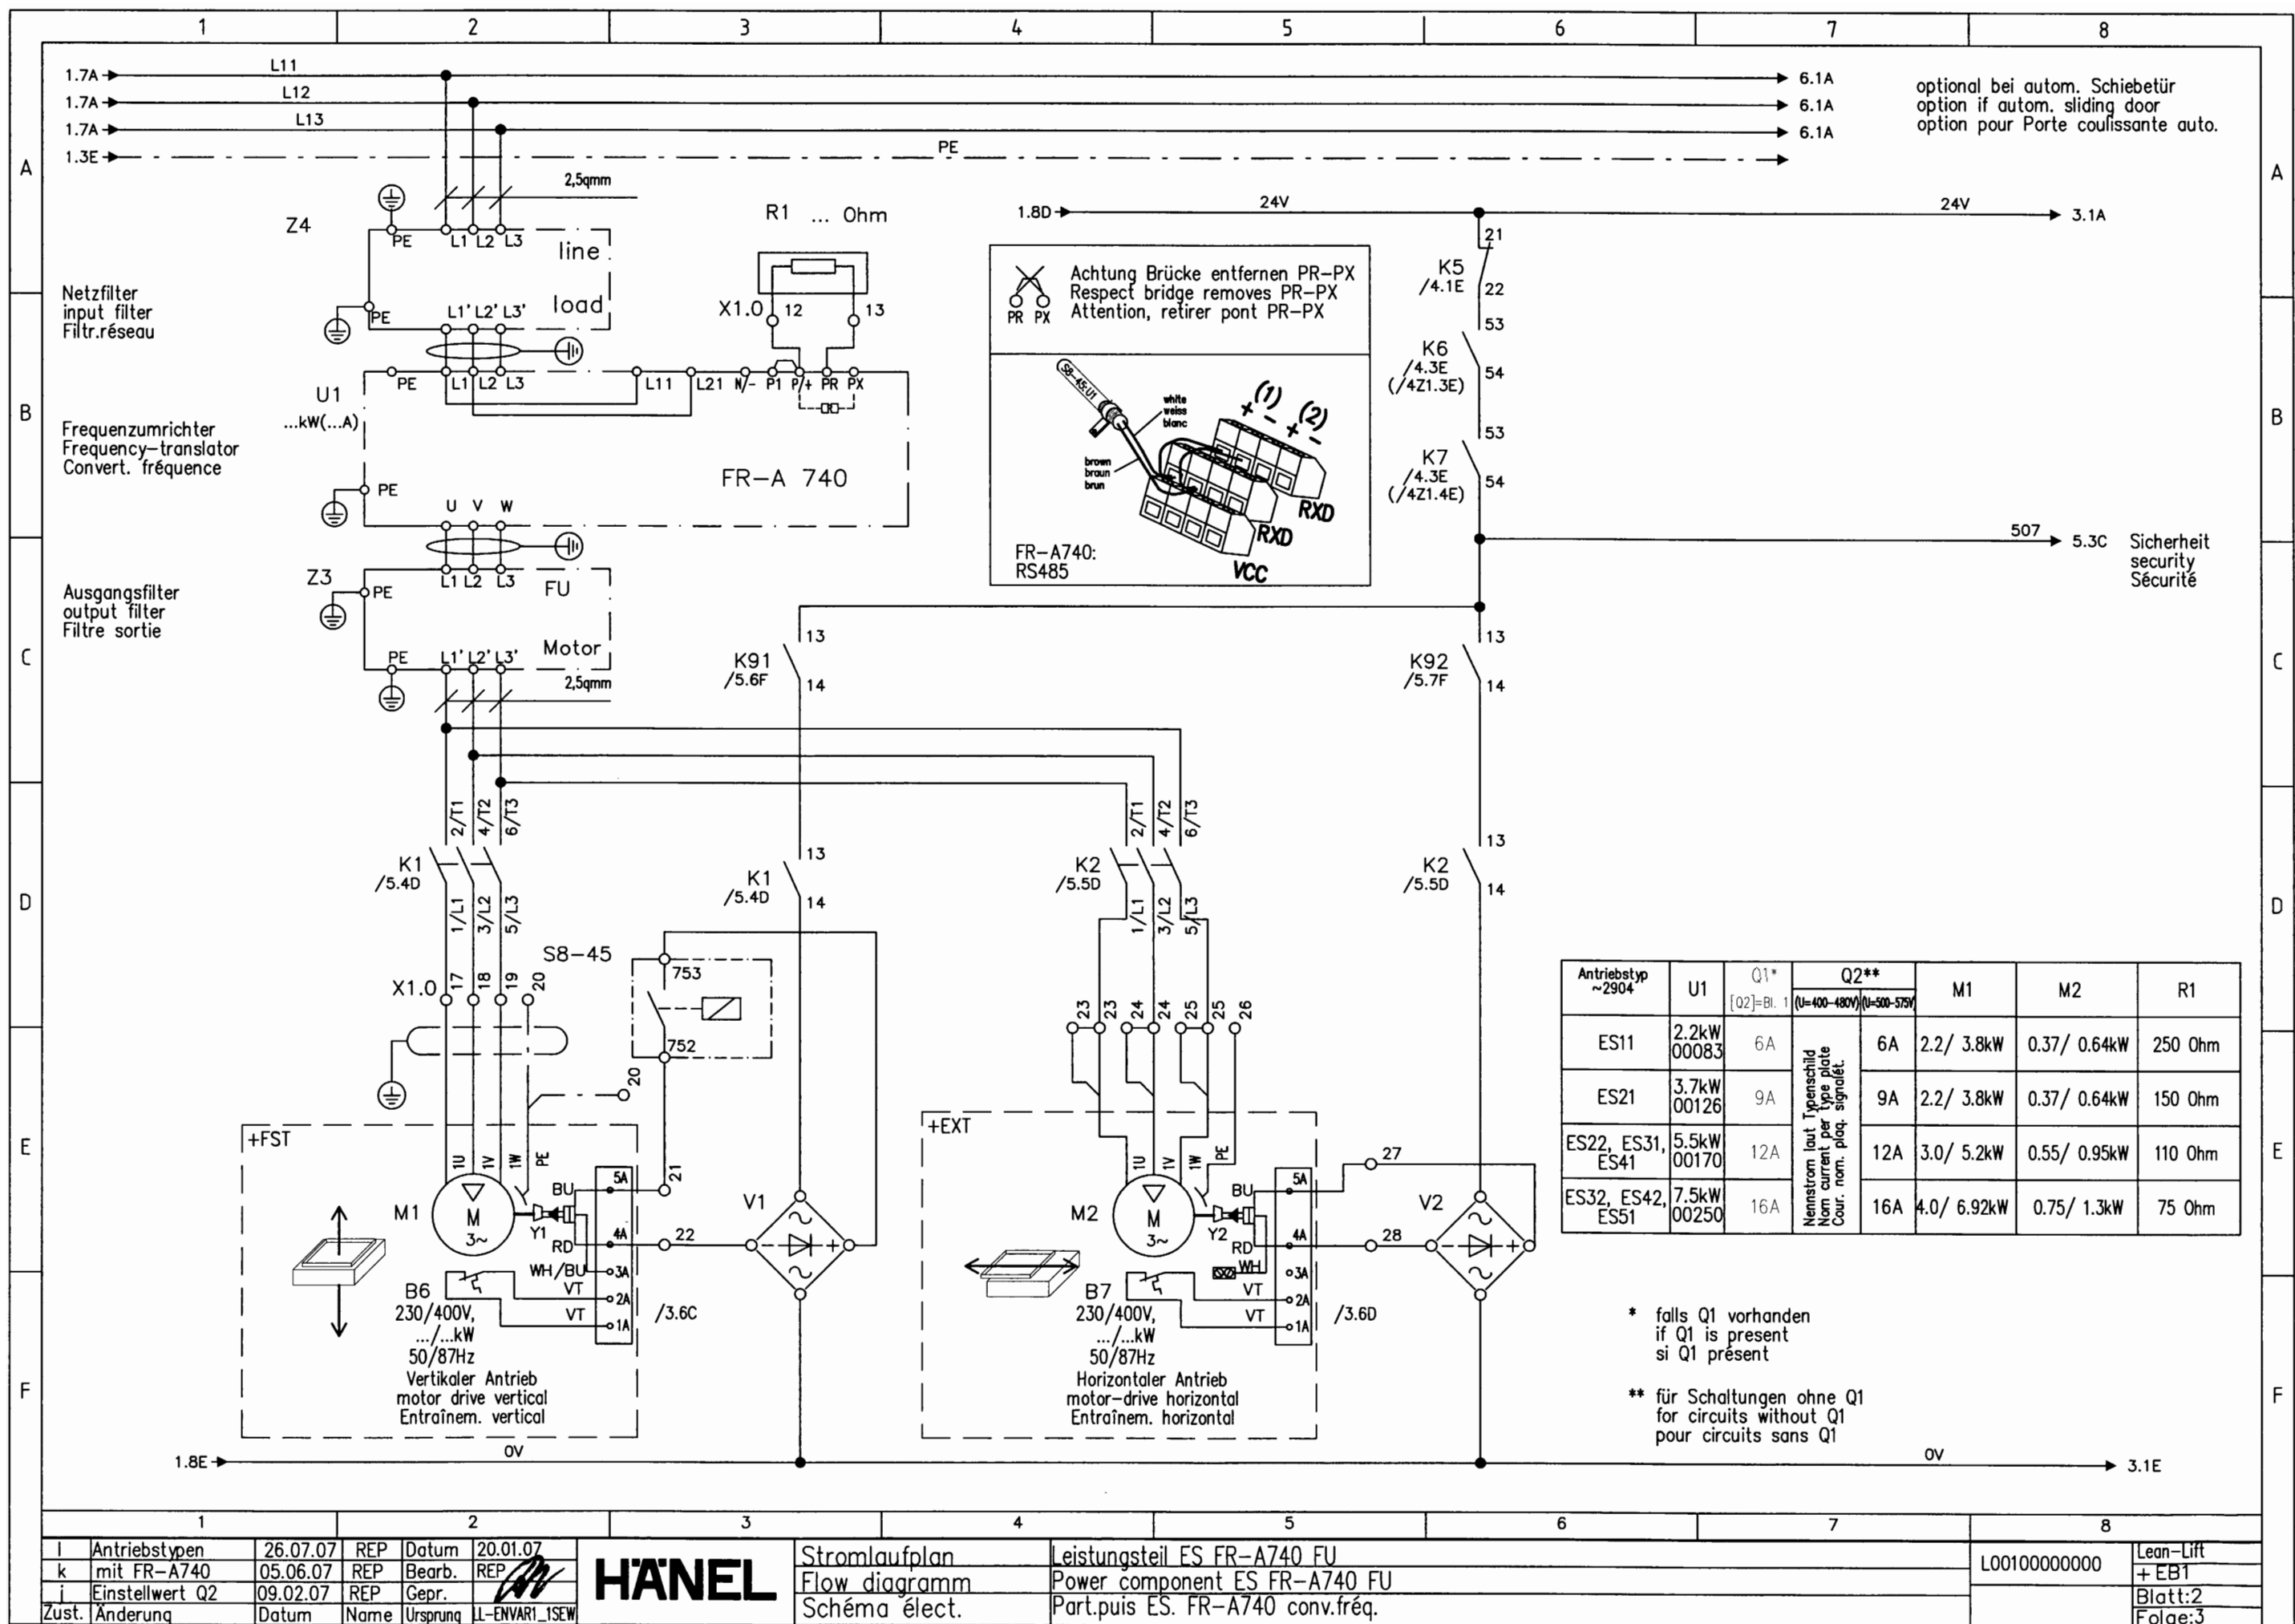 1 2 3 4 5 6 7 8
1.7A L11 6.1A
1.7A L12 6.1A
1.7A L13 6.1A
1.3E PE
optional bei autom. Schiebetür
option if autom. sliding door
option pour Porte coulissante auto.
A A
2,5qmm
Z4
PE L1 L2 L3
line
load
PE L1' L2' L3'
Netzfilter
input filter
Filtr.réseau
R1 ... Ohm
X1.0 12 13
1.8D 24V 24V 3.1A
Achtung Brücke entfernen PR-PX
Respect bridge removes PR-PX
Attention, retirer pont PR-PX
PR PX
21
K5
/4.1E
22
53
K6
/4.3E
(/4Z1.3E)
54
53
K7
/4.3E
(/4Z1.4E)
54
B B
U1
...kW(...A)
PE L1 L2 L3 L11 L21 N/- P1 P/+ PR PX
Frequenzumrichter
Frequency-translator
Convert. fréquence
FR-A 740
PE
U V W
S8-45:U1
white
weiss
blanc
brown
braun
brun
(1) (2)
+ - + -
RXD
RXD
VCC
FR-A740:
RS485
507 5.3C
Sicherheit
security
Sécurité
C C
Z3
PE
L1 L2 L3
FU
Motor
PE L1' L2' L3'
Ausgangsfilter
output filter
Filtre sortie
2,5qmm
13
K91
/5.6F
14
13
K92
/5.7F
14
D D
2/T1 4/T2 6/T3
K1
/5.4D
1/L1 3/L2 5/L3
13
K1
/5.4D
14
2/T1 4/T2 6/T3
K2
/5.5D
1/L1 3/L2 5/L3
13
K2
/5.5D
14
S8-45
753
752
X1.0 17 18 19 20
20
23 23 24 24 25 25 26
Antriebstyp
~2904
U1
Q1*
[Q2]=Bl. 1
Q2**
(U=400-480V) (U=500-575V)
M1 M2 R1
Nennstrom laut Typenschild
Nom current per type plate
Cour. nom. plaq. signalét.
ES11 2.2kW 00083 6A 6A 2.2/ 3.8kW 0.37/ 0.64kW 250 Ohm
ES21 3.7kW 00126 9A 9A 2.2/ 3.8kW 0.37/ 0.64kW 150 Ohm
ES22, ES31, ES41 5.5kW 00170 12A 12A 3.0/ 5.2kW 0.55/ 0.95kW 110 Ohm
ES32, ES42, ES51 7.5kW 00250 16A 16A 4.0/ 6.92kW 0.75/ 1.3kW 75 Ohm
E E
+FST
1U 1V 1W PE
M1
M
3~
Y1
BU
RD
WH/BU
VT
VT
5A
4A
3A
2A
1A
21
22
/3.6C
V1
B6
230/400V,
.../...kW
50/87Hz
Vertikaler Antrieb
motor drive vertical
Entraînem. vertical
+EXT
1U 1V 1W PE
M2
M
3~
Y2
BU
RD
WH
VT
VT
5A
4A
3A
2A
1A
27
28
/3.6D
V2
B7
230/400V,
.../...kW
50/87Hz
Horizontaler Antrieb
motor-drive horizontal
Entraînem. horizontal
F F
* falls Q1 vorhanden
if Q1 is present
si Q1 présent
** für Schaltungen ohne Q1
for circuits without Q1
pour circuits sans Q1
1.8E 0V 0V 3.1E
1 2 3 4 5 6 7 8
l Antriebstypen 26.07.07 REP Datum 20.01.07
k mit FR-A740 05.06.07 REP Bearb. REP
j Einstellwert Q2 09.02.07 REP Gepr.
Zust. Änderung Datum Name Ursprung LL-ENVAR1_1SEW
HÄNEL
Stromlaufplan
Flow diagramm
Schéma élect.
Leistungsteil ES FR-A740 FU
Power component ES FR-A740 FU
Part.puis ES. FR-A740 conv.fréq.
L00100000000
Lean-Lift
+ EB1
Blatt:2
Folge:3